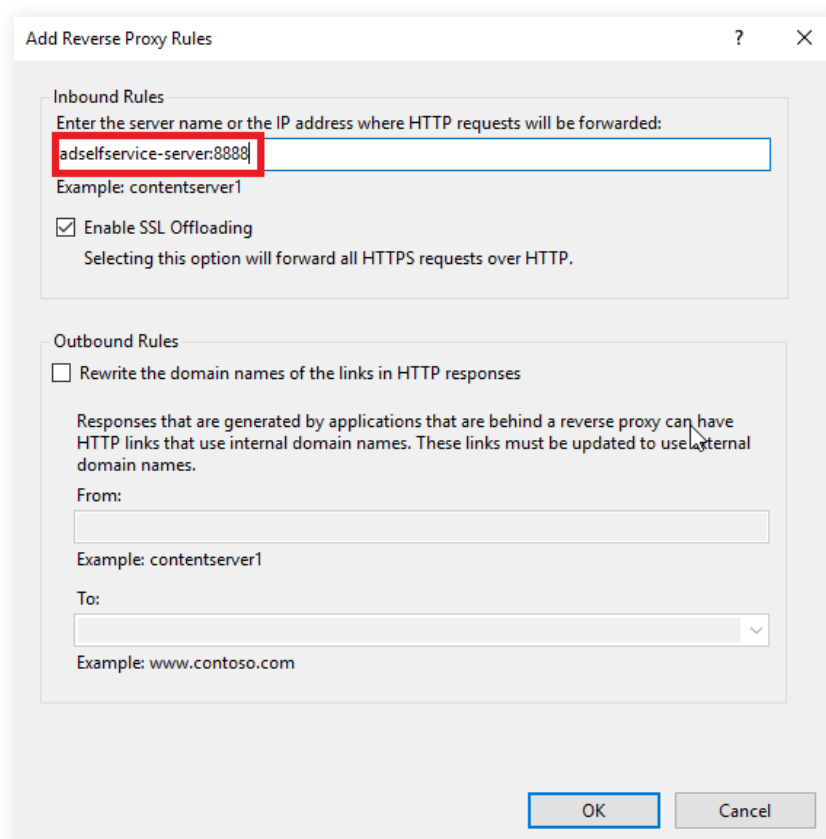 Add Reverse Proxy Rules
?
Inbound Rules
Enter the server name or the IP address where HTTP requests will be forwarded:
adselfservice-server:8888
Example: contentserver1
Enable SSL Offloading
Selecting this option will forward all HTTPS requests over HTTP.
Outbound Rules
Rewrite the domain names of the links in HTTP responses
Responses that are generated by applications that are behind a reverse proxy can have
HTTP links that use internal domain names. These links must be updated to use external
domain names.
From:
Example: contentserver1
To:
Example: www.contoso.com
OK
Cancel